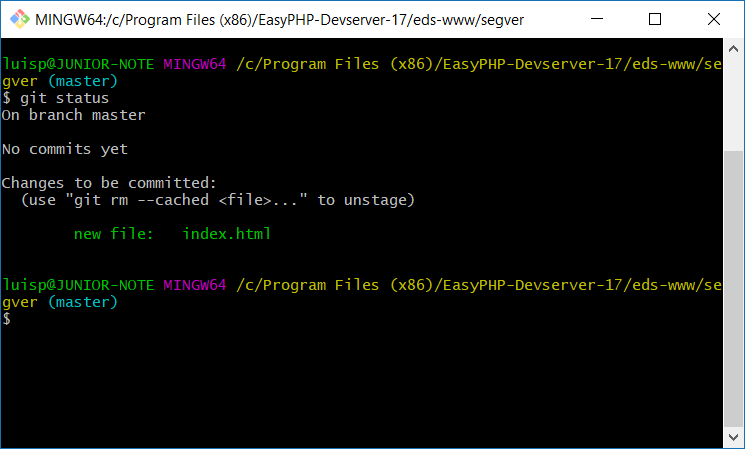 MINGW64:/c/Program Files (x86)/EasyPHP-Devserver-17/eds-www/segver
luisp@JUNIOR-NOTE MINGW64 /c/Program Files (x86)/EasyPHP-Devserver-17/eds-www/se
gver (master)
$ git status
On branch master
No commits yet
Changes to be committed:
  (use "git rm --cached <file>..." to unstage)
        new file:   index.html
luisp@JUNIOR-NOTE MINGW64 /c/Program Files (x86)/EasyPHP-Devserver-17/eds-www/se
gver (master)
$